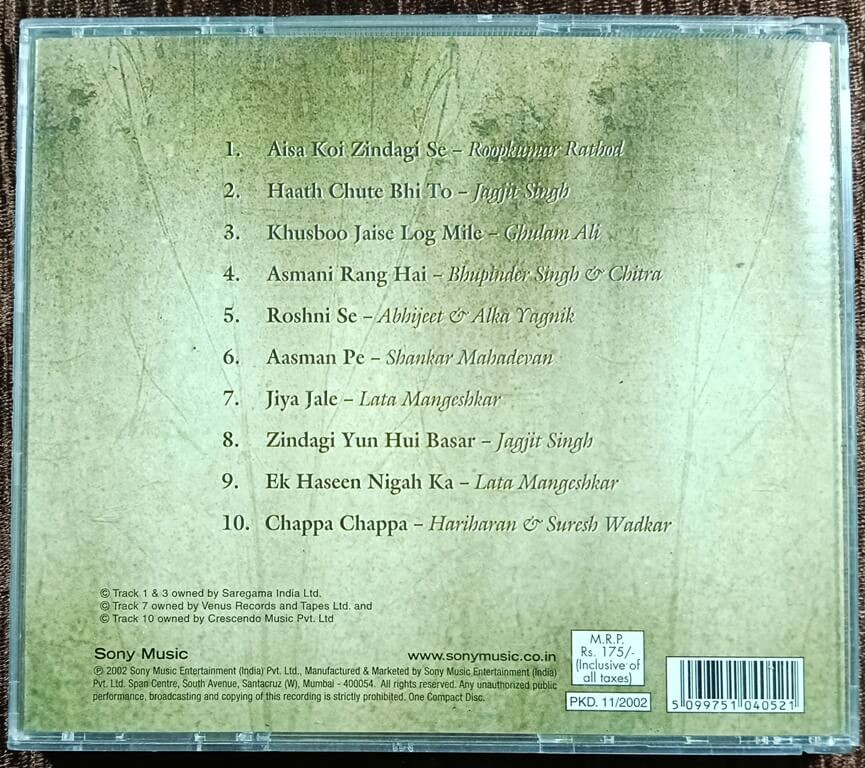 1. Aisa Koi Zindagi Se – Roopkumar Rathod
2. Haath Chute Bhi To – Jagjit Singh
3. Khusboo Jaise Log Mile – Ghulam Ali
4. Asmani Rang Hai – Bhupinder Singh & Chitra
5. Roshni Se – Abhijeet & Alka Yagnik
6. Aasman Pe – Shankar Mahadevan
7. Jiya Jale – Lata Mangeshkar
8. Zindagi Yun Hui Basar – Jagjit Singh
9. Ek Haseen Nigah Ka – Lata Mangeshkar
10. Chappa Chappa – Hariharan & Suresh Wadkar
© Track 1 & 3 owned by Saregama India Ltd.
© Track 7 owned by Venus Records and Tapes Ltd. and
© Track 10 owned by Crescendo Music Pvt. Ltd
Sony Music www.sonymusic.co.in
℗ 2002 Sony Music Entertainment (India) Pvt. Ltd., Manufactured & Marketed by Sony Music Entertainment (India)
Pvt. Ltd. Span Centre, South Avenue, Santacruz (W), Mumbai - 400054. All rights reserved. Any unauthorized public
performance, broadcasting and copying of this recording is strictly prohibited. One Compact Disc.
M.R.P.
Rs. 175/-
(Inclusive of
all taxes)
PKD. 11/2002
5 099751 040521